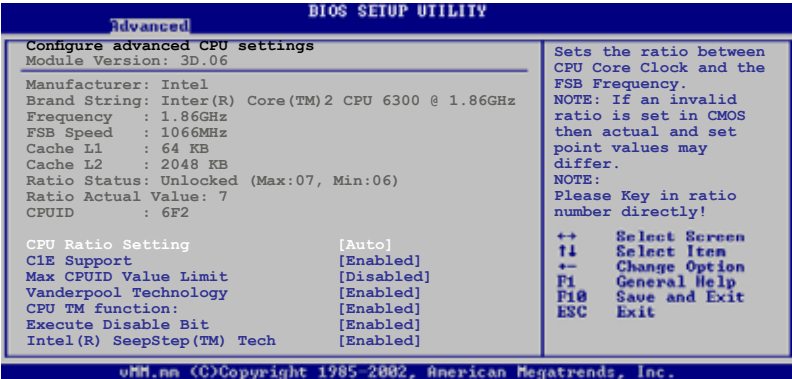 BIOS SETUP UTILITY
Advanced
Configure advanced CPU settings
Module Version: 3D.06
Manufacturer: Intel
Brand String: Inter(R) Core(TM)2 CPU 6300 @ 1.86GHz
Frequency : 1.86GHz
FSB Speed : 1066MHz
Cache L1 : 64 KB
Cache L2 : 2048 KB
Ratio Status: Unlocked (Max:07, Min:06)
Ratio Actual Value: 7
CPUID : 6F2
CPU Ratio Setting [Auto]
C1E Support [Enabled]
Max CPUID Value Limit [Disabled]
Vanderpool Technology [Enabled]
CPU TM function: [Enabled]
Execute Disable Bit [Enabled]
Intel(R) SeepStep(TM) Tech [Enabled]
Sets the ratio between
CPU Core Clock and the
FSB Frequency.
NOTE: If an invalid
ratio is set in CMOS
then actual and set
point values may
differ.
NOTE:
Please Key in ratio
number directly!
←→ Select Screen
↑↓ Select Item
+- Change Option
F1 General Help
F10 Save and Exit
ESC Exit
vMM.mm (C)Copyright 1985-2002, American Megatrends, Inc.